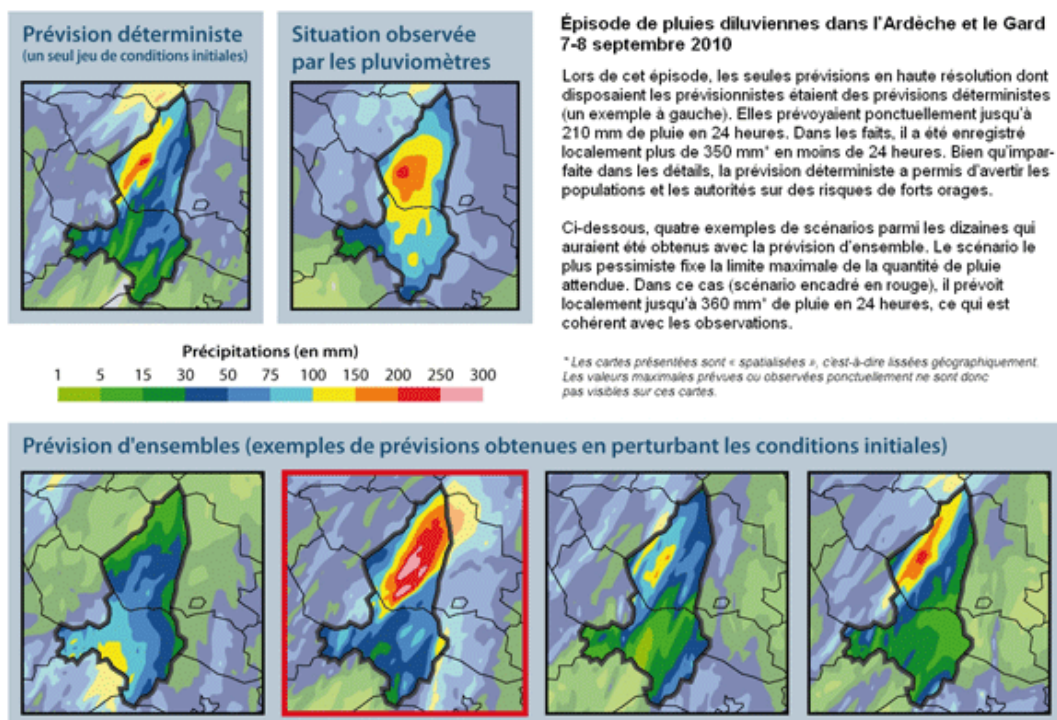 Prévision déterministe
(un seul jeu de conditions initiales)
Situation observée
par les pluviomètres
Épisode de pluies diluviennes dans l'Ardèche et le Gard
7-8 septembre 2010
Lors de cet épisode, les seules prévisions en haute résolution dont
disposaient les prévisionnistes étaient des prévisions déterministes
(un exemple à gauche). Elles prévoyaient ponctuellement jusqu'à
210 mm de pluie en 24 heures. Dans les faits, il a été enregistré
localement plus de 350 mm* en moins de 24 heures. Bien qu'impar-
faite dans les détails, la prévision déterministe a permis d'avertir les
populations et les autorités sur des risques de forts orages.
Ci-dessous, quatre exemples de scénarios parmi les dizaines qui
auraient été obtenus avec la prévision d'ensemble. Le scénario le
plus pessimiste fixe la limite maximale de la quantité de pluie
attendue. Dans ce cas (scénario encadré en rouge), il prévoit
localement jusqu'à 360 mm* de pluie en 24 heures, ce qui est
cohérent avec les observations.
* Les cartes présentées sont « spatialisées », c'est-à-dire lissées géographiquement.
Les valeurs maximales prévues ou observées ponctuellement ne sont donc
pas visibles sur ces cartes.
Précipitations (en mm)
1 5 15 30 50 75 100 150 200 250 300
Prévision d'ensembles (exemples de prévisions obtenues en perturbant les conditions initiales)